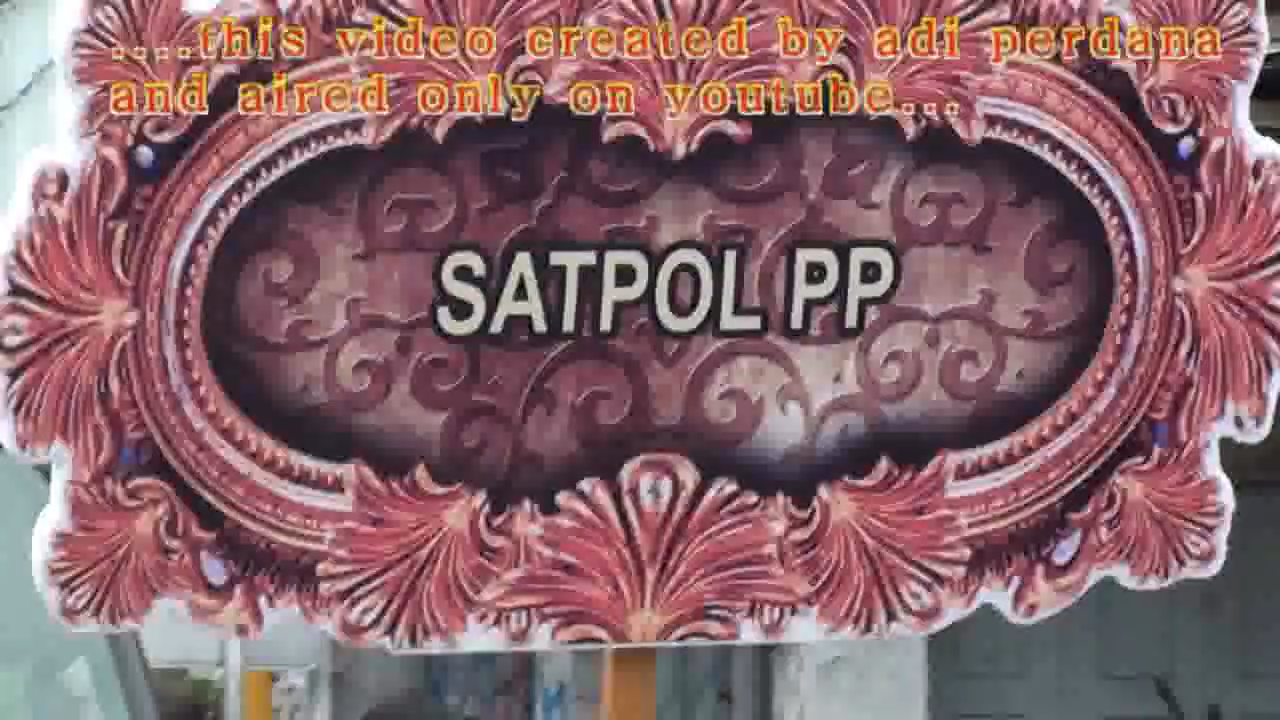 ....this video created by adi perdana
and aired only on youtube...
SATPOL PP